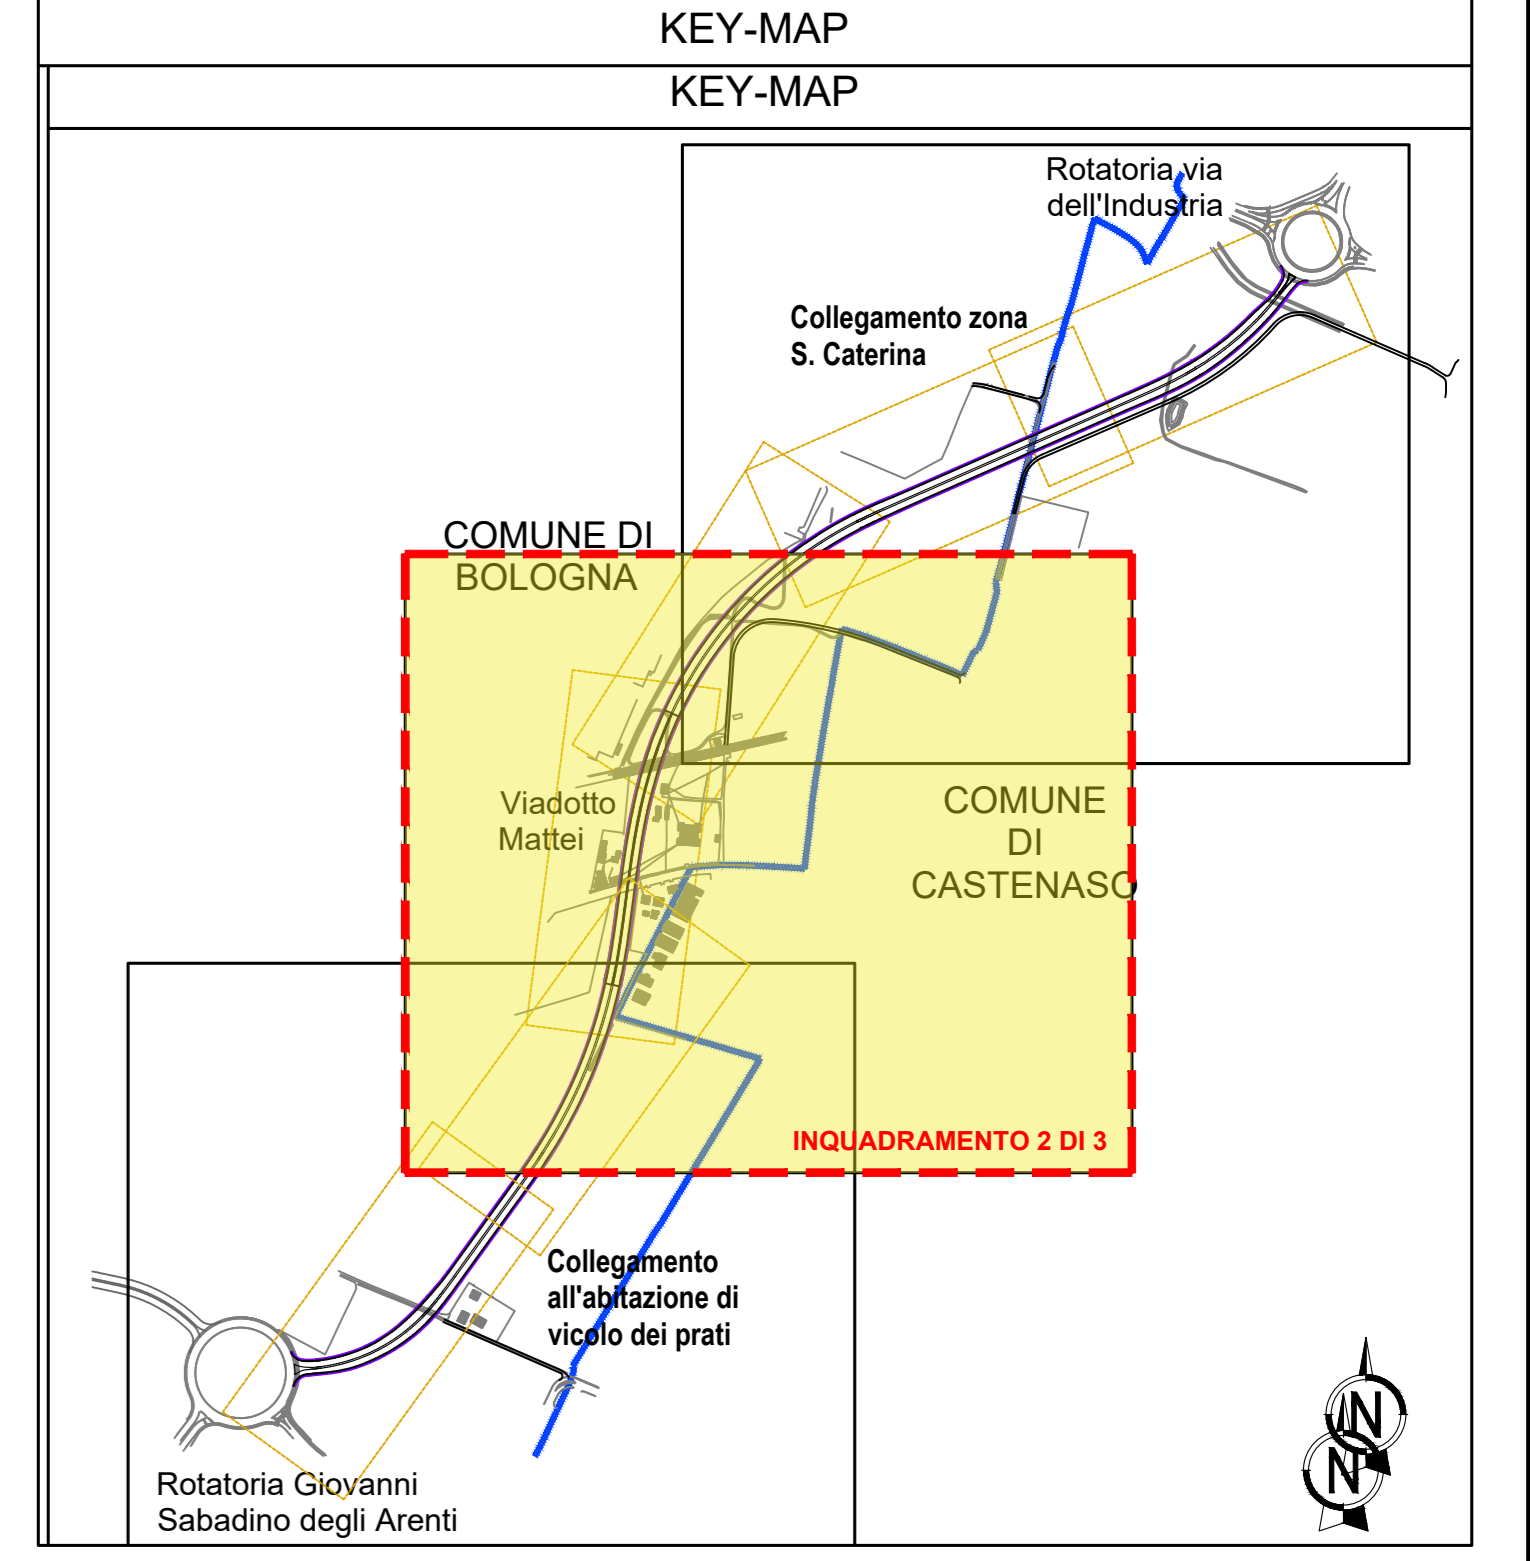 KEY-MAP
KEY-MAP
Rotatoria via
dell'Industria
Collegamento zona
S. Caterina
COMUNE DI
BOLOGNA
Viadotto
Mattei
COMUNE
DI
CASTENASO
INQUADRAMENTO 2 DI 3
Collegamento
all'abitazione di
vicolo dei prati
Rotatoria Giovanni
Sabadino degli Arenti
N
N